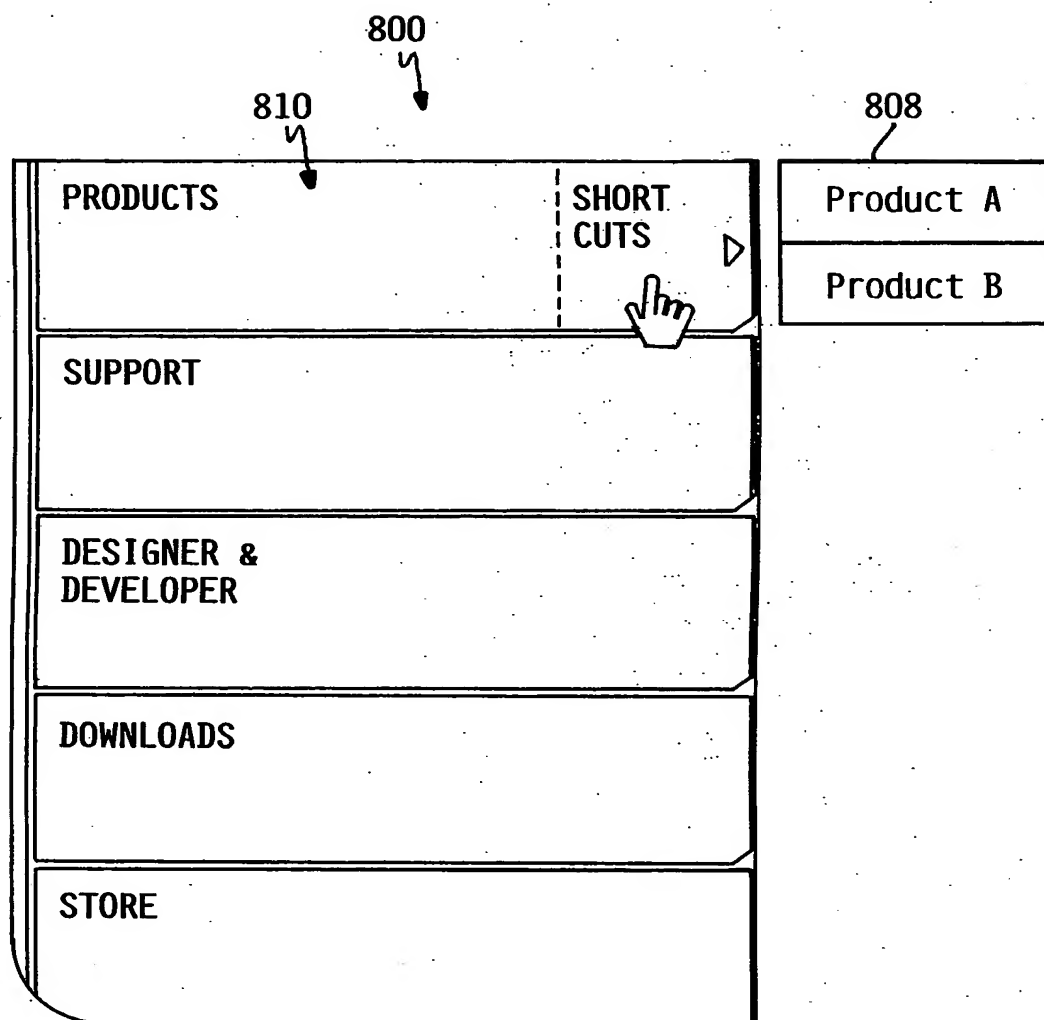 800
810
808
PRODUCTS
SHORT
CUTS
Product A
Product B
SUPPORT
DESIGNER &
DEVELOPER
DOWNLOADS
STORE